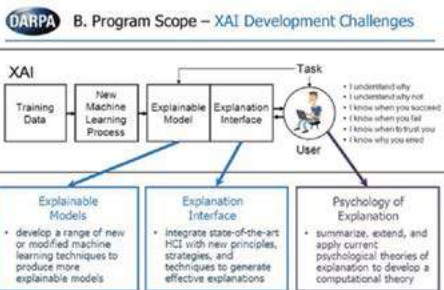 DARPA
B. Program Scope – XAI Development Challenges
XAI
Task
Training
Data
New
Machine
Learning
Process
Explainable
Model
Explanation
Interface
User
• I understand why
• I understand why not
• I know when you succeed
• I know when you fail
• I know when to trust you
• I know why you erred
Explainable
Models
• develop a range of new
or modified machine
learning techniques to
produce more
explainable models
Explanation
Interface
• integrate state-of-the-art
HCI with new principles,
strategies, and
techniques to generate
effective explanations
Psychology of
Explanation
• summarize, extend, and
apply current
psychological theories of
explanation to develop a
computational theory